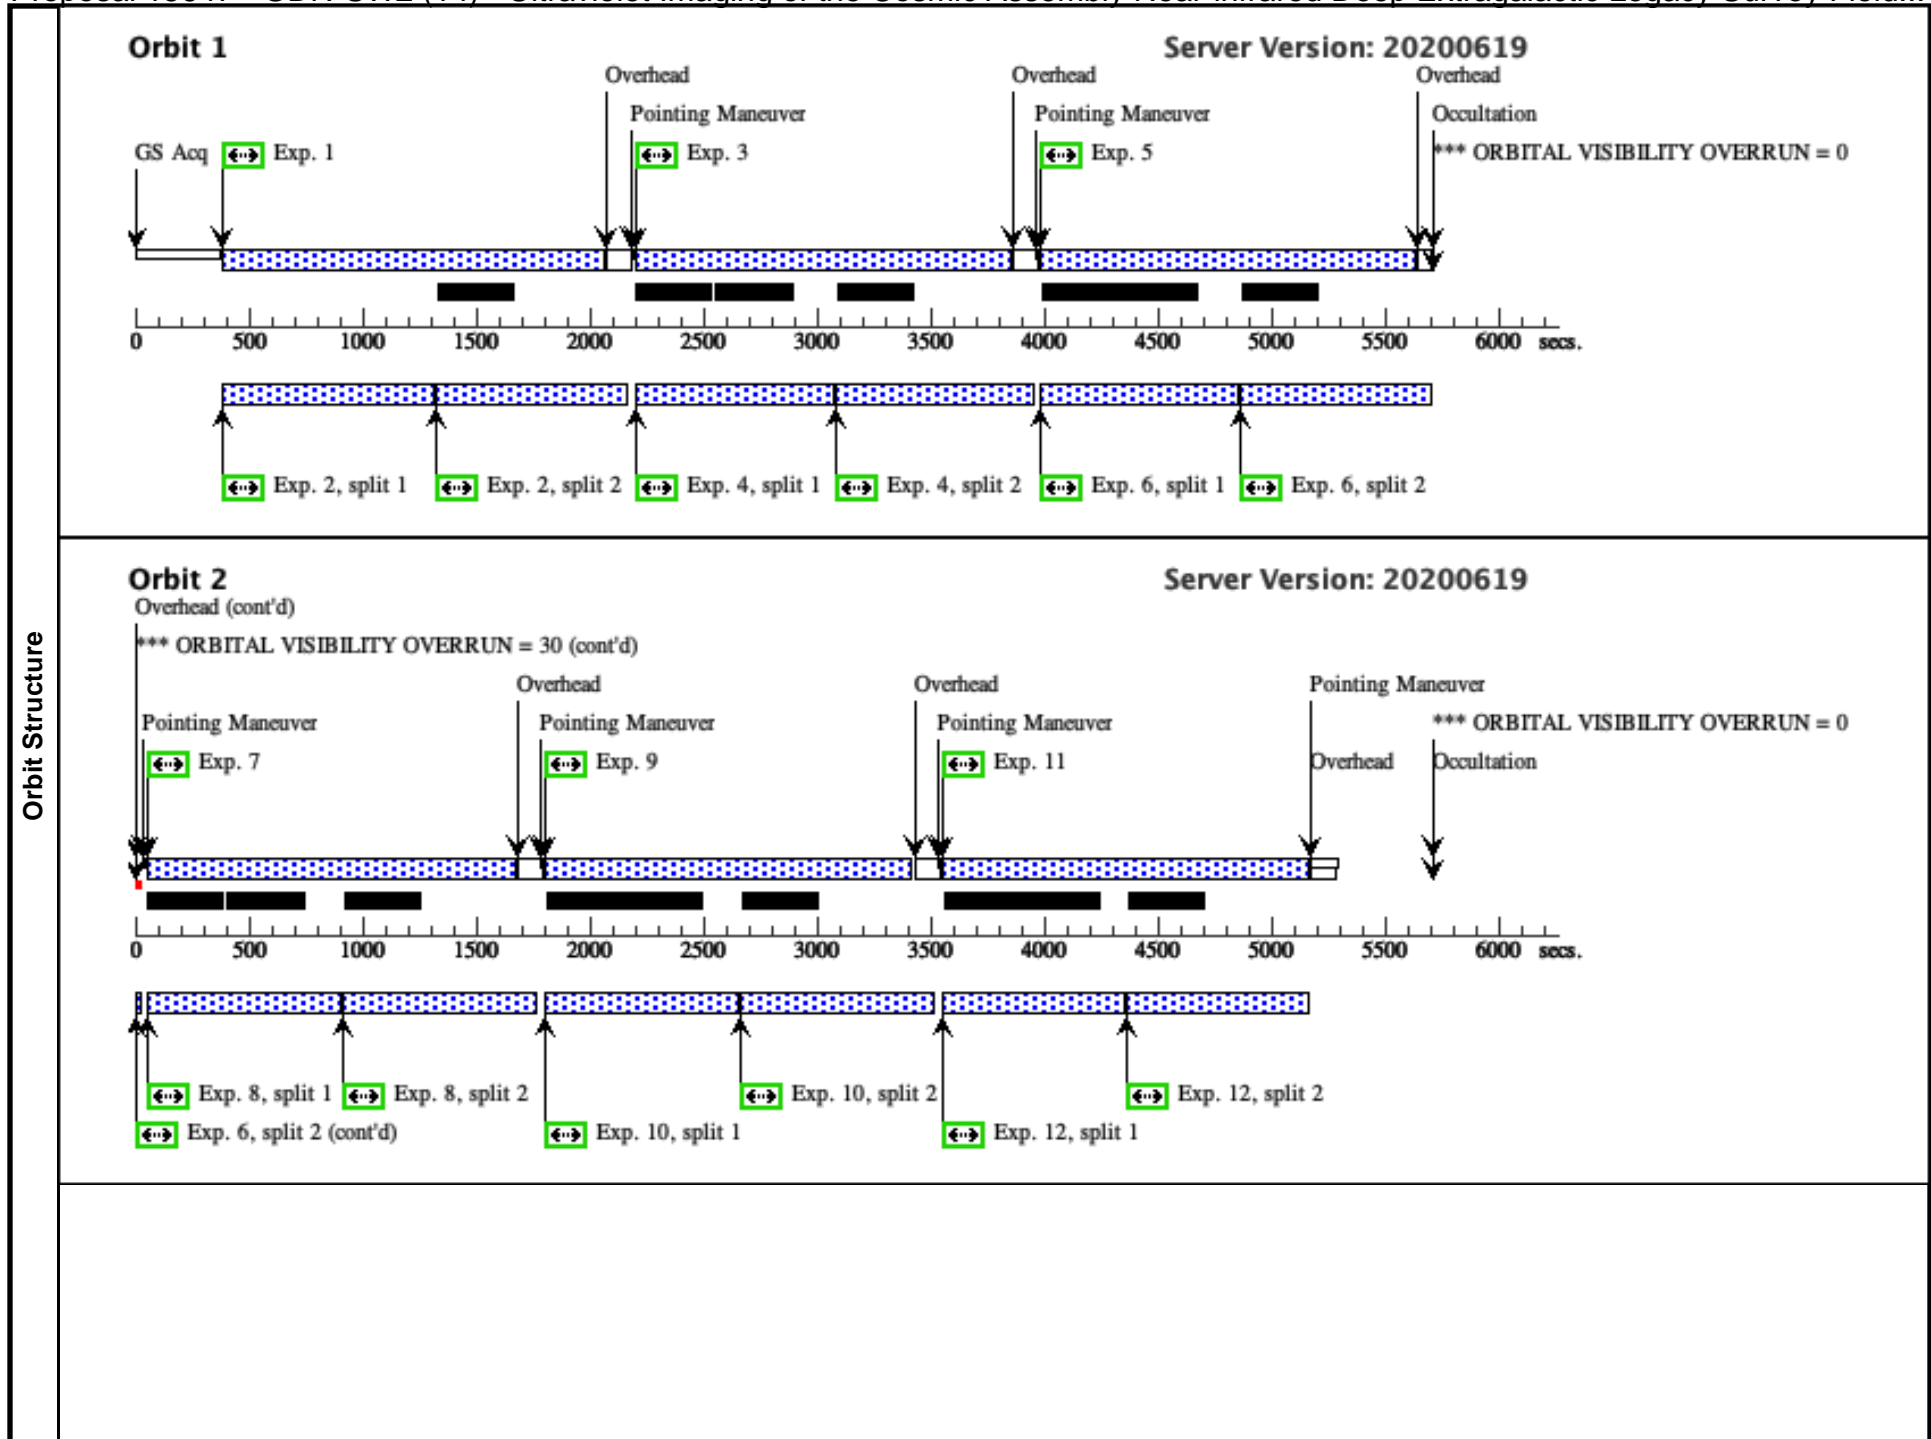 Orbit Structure
Orbit 1 Server Version: 20200619
Overhead Overhead Overhead
Pointing Maneuver Pointing Maneuver Occultation
GS Acq Exp. 1 Exp. 3 Exp. 5 *** ORBITAL VISIBILITY OVERRUN = 0
0 500 1000 1500 2000 2500 3000 3500 4000 4500 5000 5500 6000 secs.
Exp. 2, split 1 Exp. 2, split 2 Exp. 4, split 1 Exp. 4, split 2 Exp. 6, split 1 Exp. 6, split 2
Orbit 2 Server Version: 20200619
Overhead (cont'd)
*** ORBITAL VISIBILITY OVERRUN = 30 (cont'd)
Overhead Overhead Pointing Maneuver
Pointing Maneuver Pointing Maneuver Pointing Maneuver *** ORBITAL VISIBILITY OVERRUN = 0
Exp. 7 Exp. 9 Exp. 11 Overhead Occultation
0 500 1000 1500 2000 2500 3000 3500 4000 4500 5000 5500 6000 secs.
Exp. 8, split 1 Exp. 8, split 2 Exp. 10, split 2 Exp. 12, split 2
Exp. 6, split 2 (cont'd) Exp. 10, split 1 Exp. 12, split 1